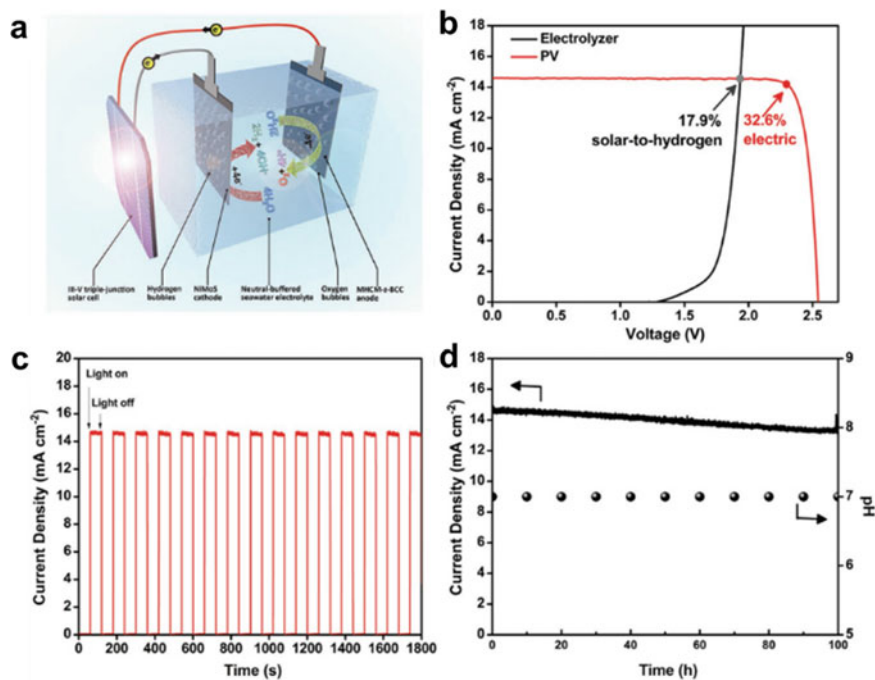 a
III-V triple-junction
solar cell
Hydrogen
bubbles
NiMoS
cathode
Neutral-buffered
seawater electrolyte
Oxygen
bubbles
MHCM-z-BCC
anode
b
Electrolyzer
PV
17.9%
solar-to-hydrogen
32.6%
electric
Current Density (mA cm⁻²)
18
16
14
12
10
8
6
4
2
0
0.0 0.5 1.0 1.5 2.0 2.5
Voltage (V)
c
Light on
Light off
Current Density (mA cm⁻²)
20
18
16
14
12
10
8
6
4
2
0
0 200 400 600 800 1000 1200 1400 1600 1800
Time (s)
d
Current Density (mA cm⁻²)
18
16
14
12
10
8
6
4
2
0
9
8
7
6
5
pH
0 20 40 60 80 100
Time (h)